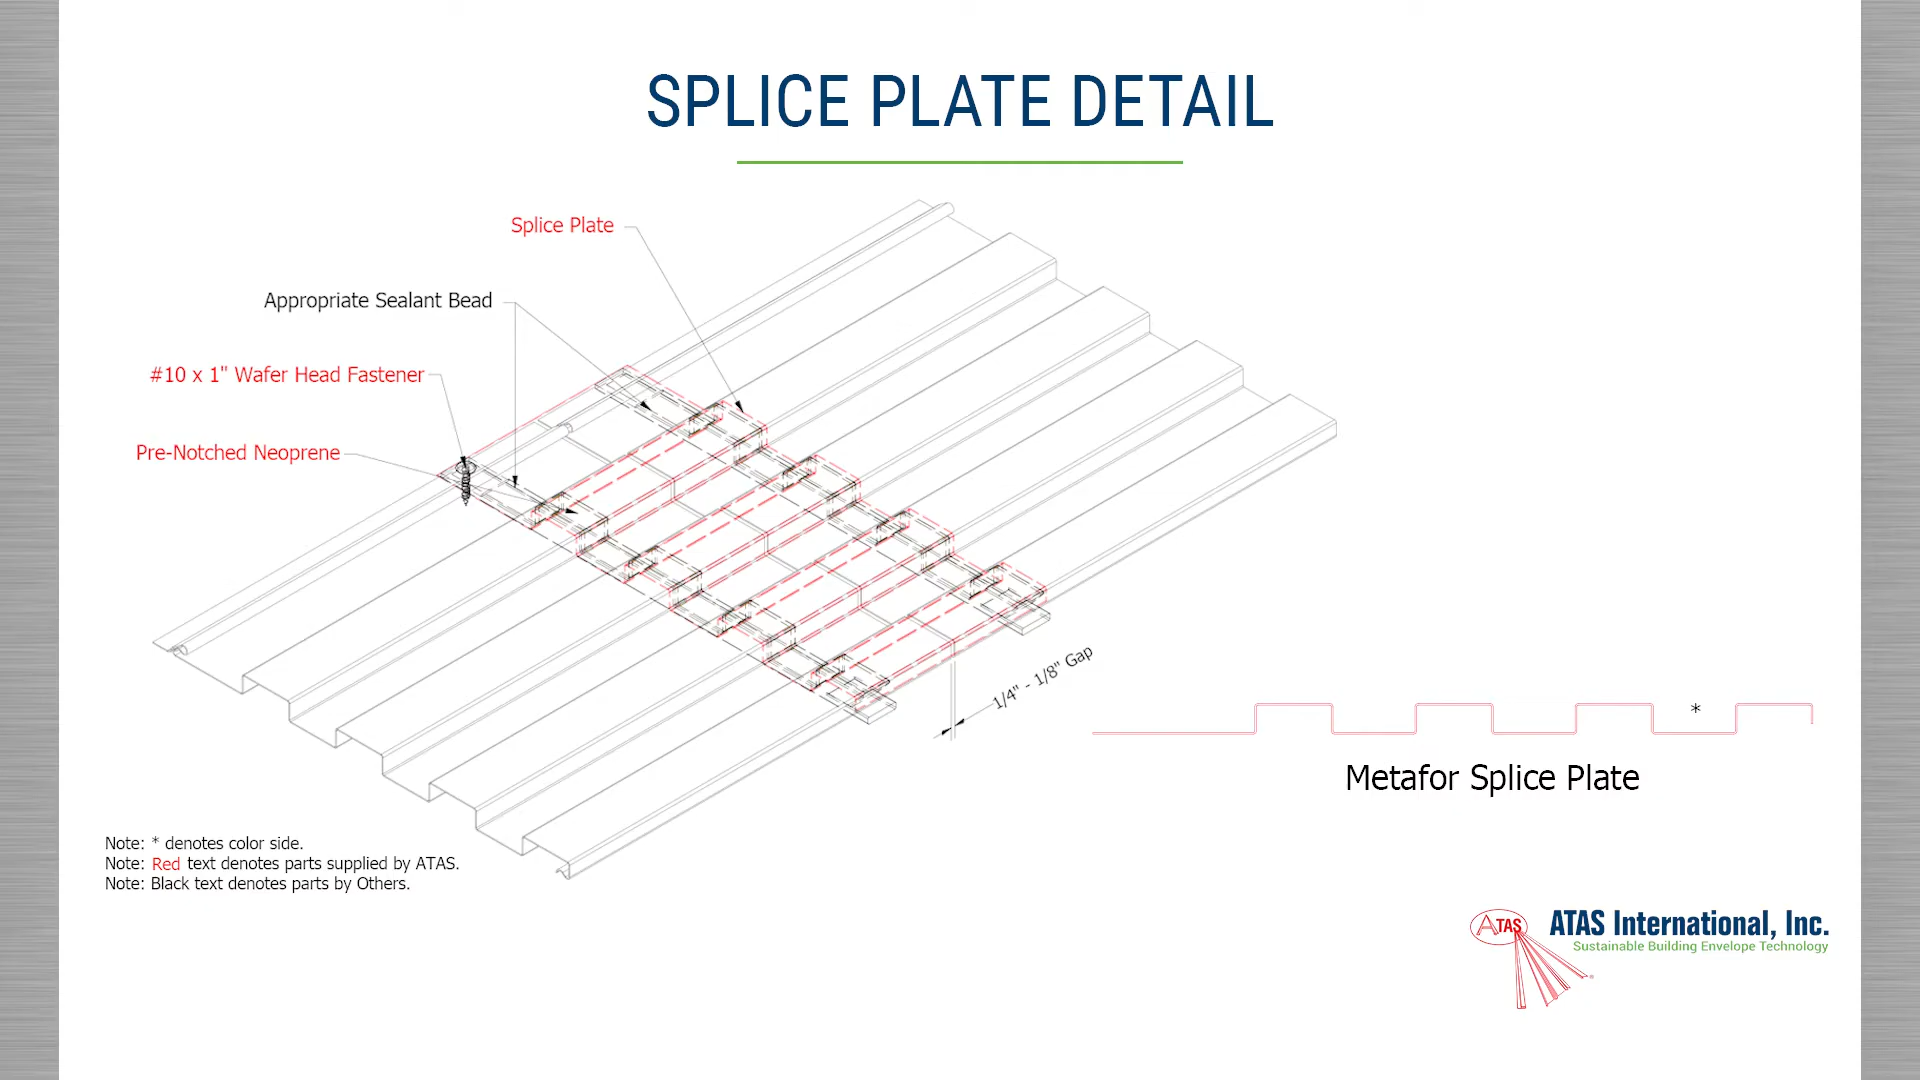 SPLICE PLATE DETAIL
Splice Plate
Appropriate Sealant Bead
#10 x 1" Wafer Head Fastener
Pre-Notched Neoprene
1/4" - 1/8" Gap
*
Metafor Splice Plate
Note: * denotes color side.
Note: Red text denotes parts supplied by ATAS.
Note: Black text denotes parts by Others.
ATAS
ATAS International, Inc.
Sustainable Building Envelope Technology